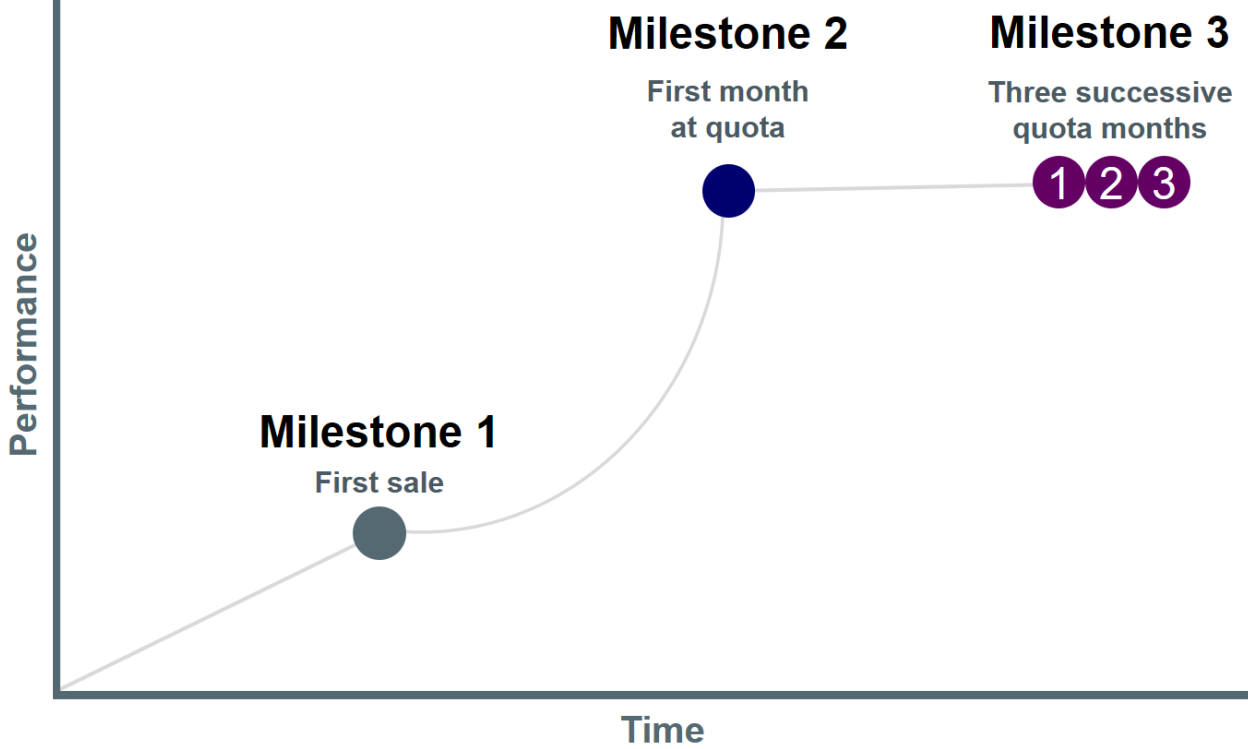 Milestone 2
First month
at quota
Milestone 3
Three successive
quota months
1 2 3
Milestone 1
First sale
Performance
Time